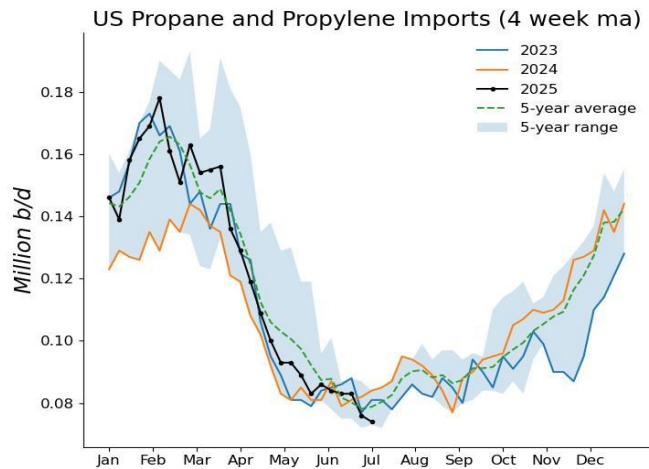 US Propane and Propylene Imports (4 week ma)
2023
2024
2025
5-year average
5-year range
Million b/d
0.18
0.16
0.14
0.12
0.10
0.08
Jan Feb Mar Apr May Jun Jul Aug Sep Oct Nov Dec